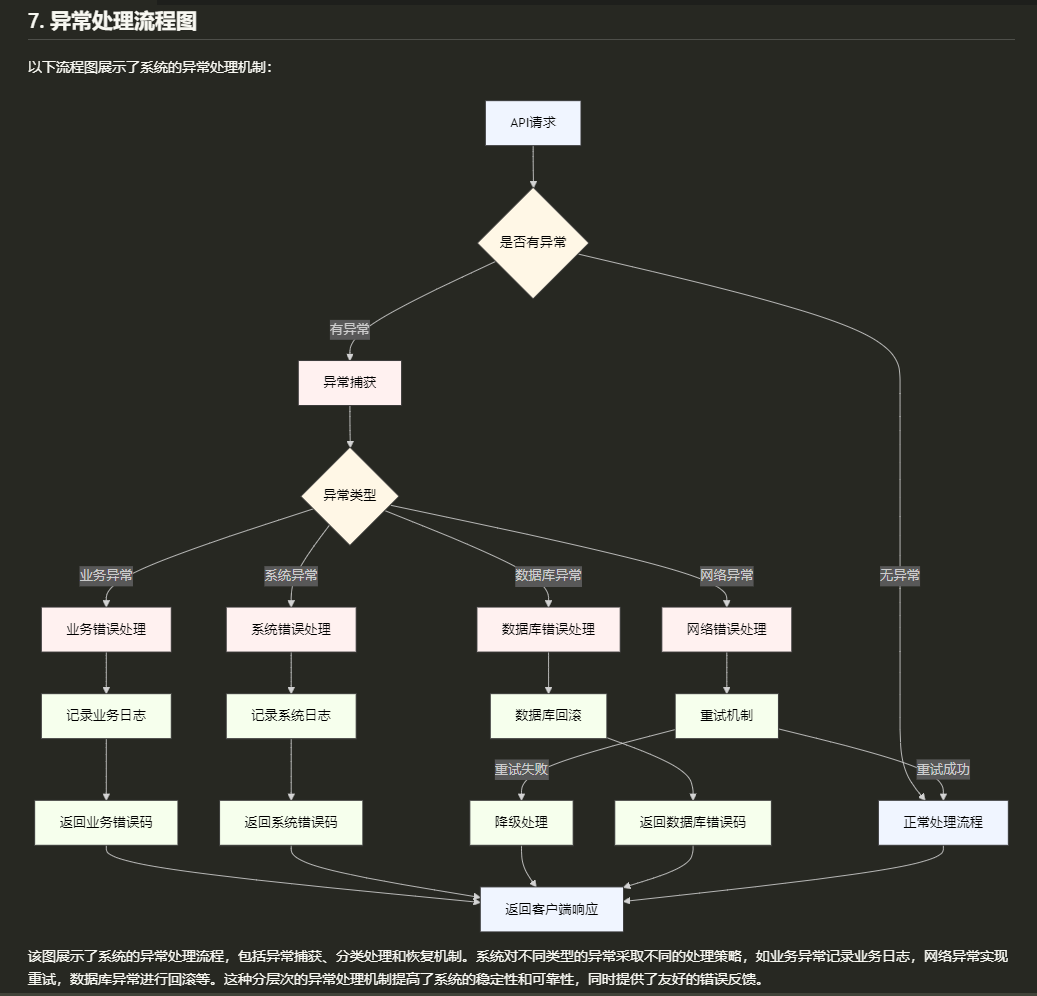 7. 异常处理流程图
以下流程图展示了系统的异常处理机制：
API请求
是否有异常
有异常
异常捕获
异常类型
业务异常
系统异常
数据库异常
网络异常
无异常
业务错误处理
系统错误处理
数据库错误处理
网络错误处理
记录业务日志
记录系统日志
数据库回滚
重试机制
重试失败
重试成功
返回业务错误码
返回系统错误码
降级处理
返回数据库错误码
正常处理流程
返回客户端响应
该图展示了系统的异常处理流程，包括异常捕获、分类处理和恢复机制。系统对不同类型的异常采取不同的处理策略，如业务异常记录业务日志，网络异常实现
重试，数据库异常进行回滚等。这种分层次的异常处理机制提高了系统的稳定性和可靠性，同时提供了友好的错误反馈。